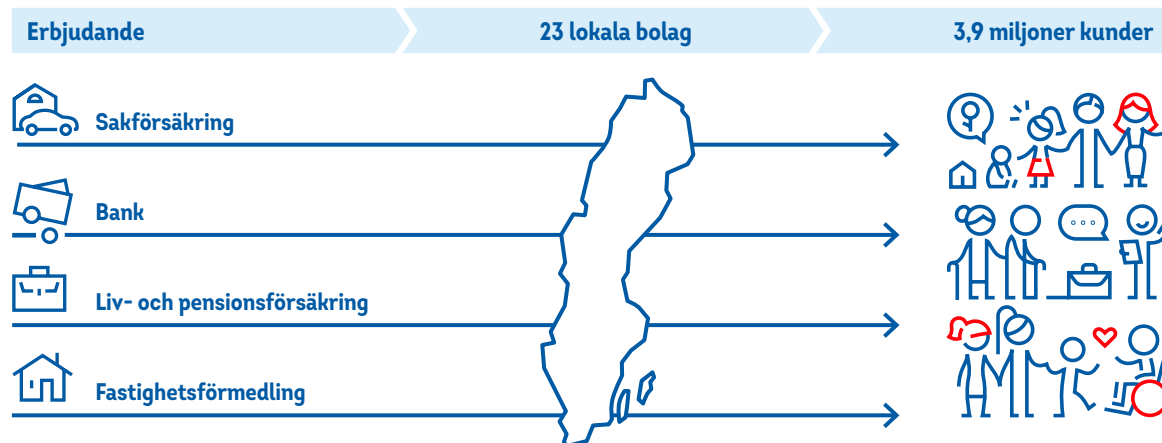 Erbjudande
23 lokala bolag
3,9 miljoner kunder
Sakförsäkring
Bank
Liv- och pensionsförsäkring
Fastighetsförmedling